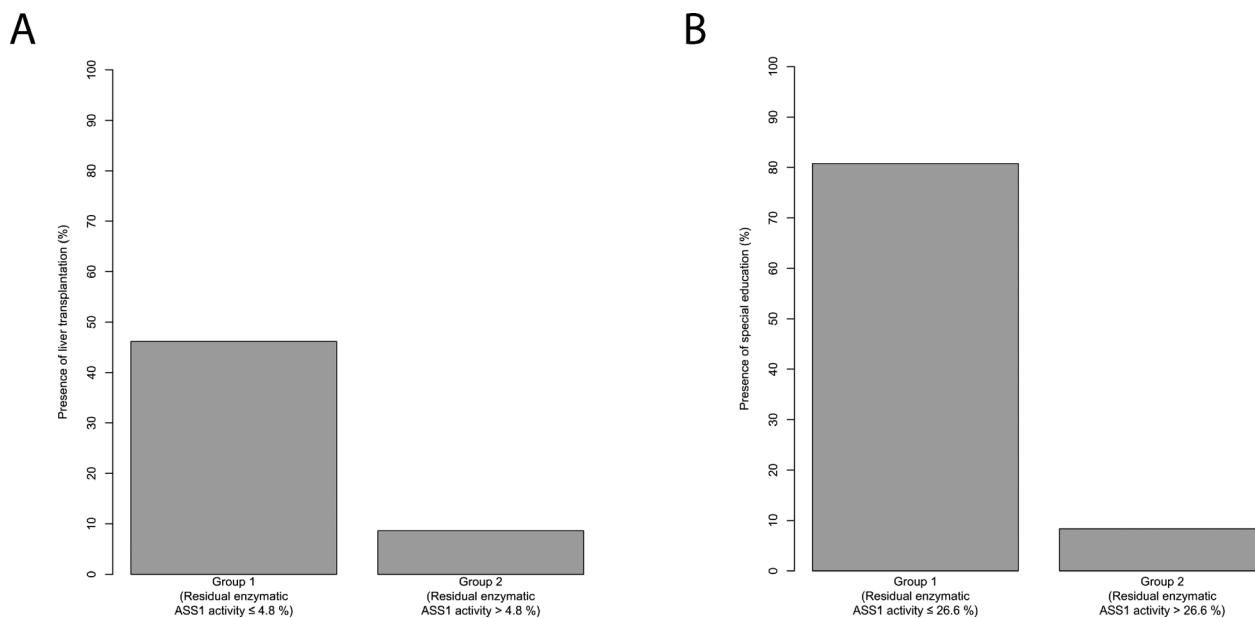 A
Presence of liver transplantation (%)
100
90
80
70
60
50
40
30
20
10
0
Group 1
(Residual enzymatic
ASS1 activity ≤ 4.8 %)
Group 2
(Residual enzymatic
ASS1 activity > 4.8 %)
B
Presence of special education (%)
100
90
80
70
60
50
40
30
20
10
0
Group 1
(Residual enzymatic
ASS1 activity ≤ 26.6 %)
Group 2
(Residual enzymatic
ASS1 activity > 26.6 %)